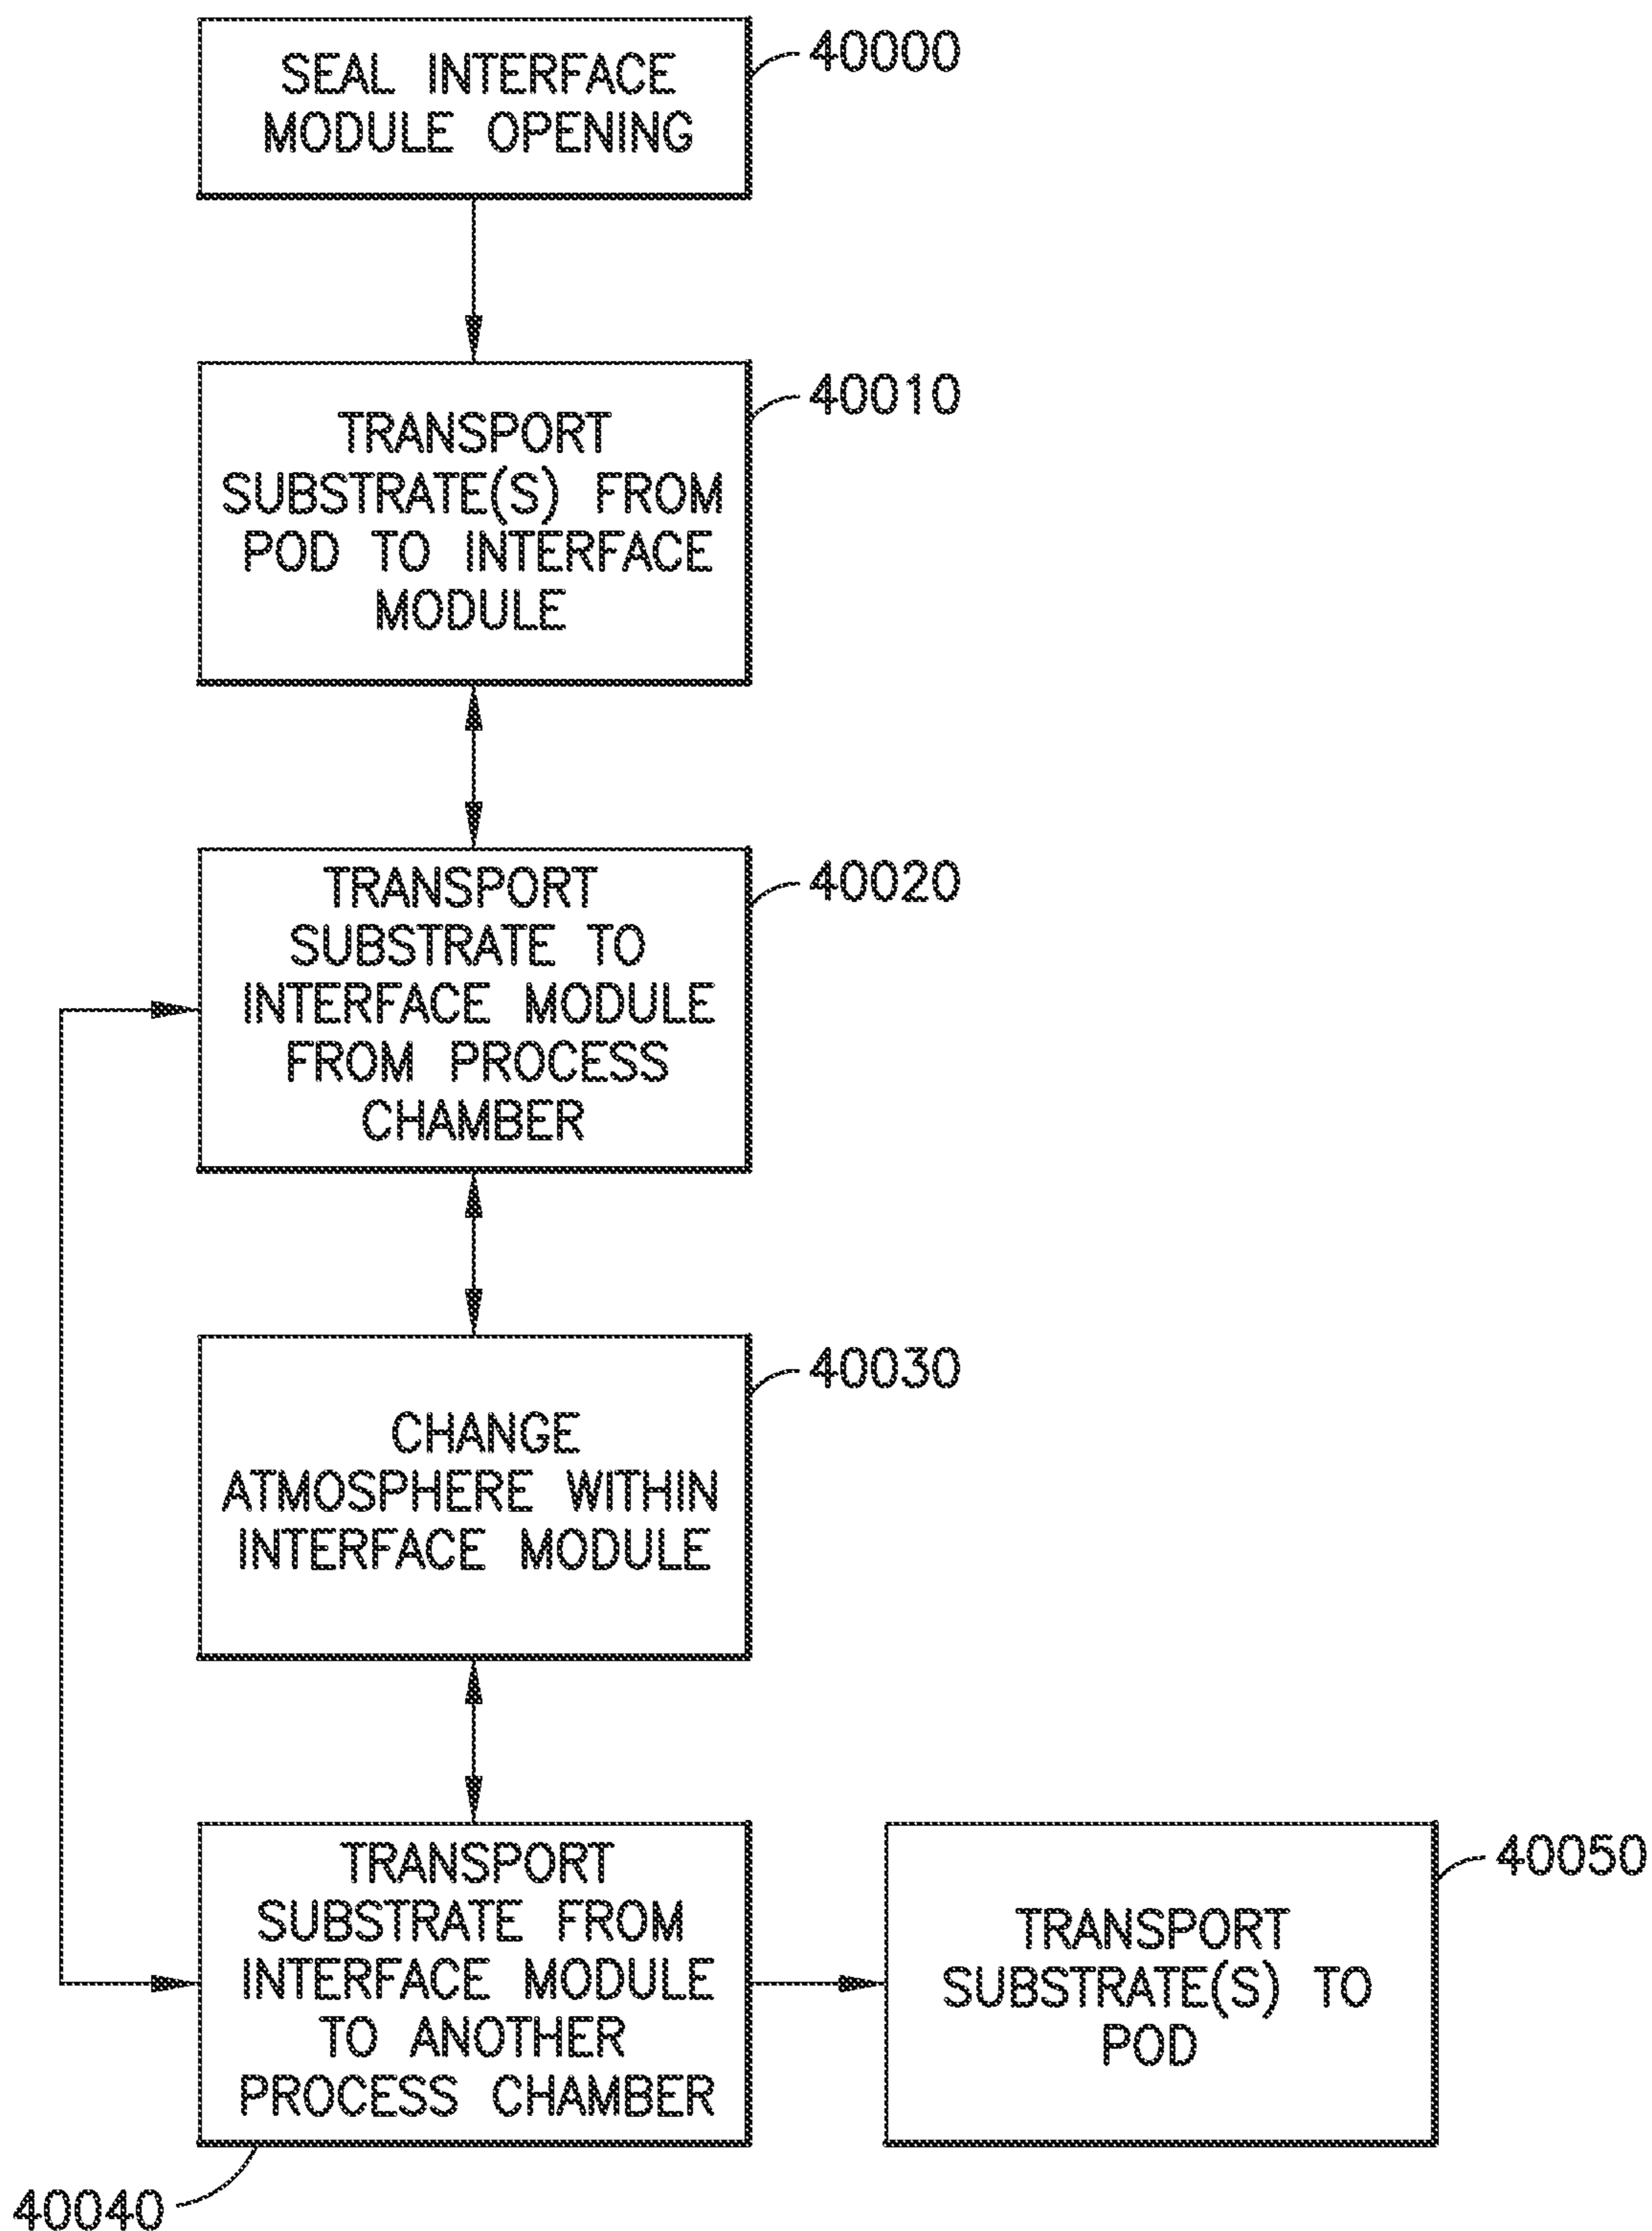 SEAL INTERFACE
MODULE OPENING
40000
TRANSPORT
SUBSTRATE(S) FROM
POD TO INTERFACE
MODULE
40010
TRANSPORT
SUBSTRATE TO
INTERFACE MODULE
FROM PROCESS
CHAMBER
40020
CHANGE
ATMOSPHERE WITHIN
INTERFACE MODULE
40030
TRANSPORT
SUBSTRATE FROM
INTERFACE MODULE
TO ANOTHER
PROCESS CHAMBER
40040
TRANSPORT
SUBSTRATE(S) TO
POD
40050